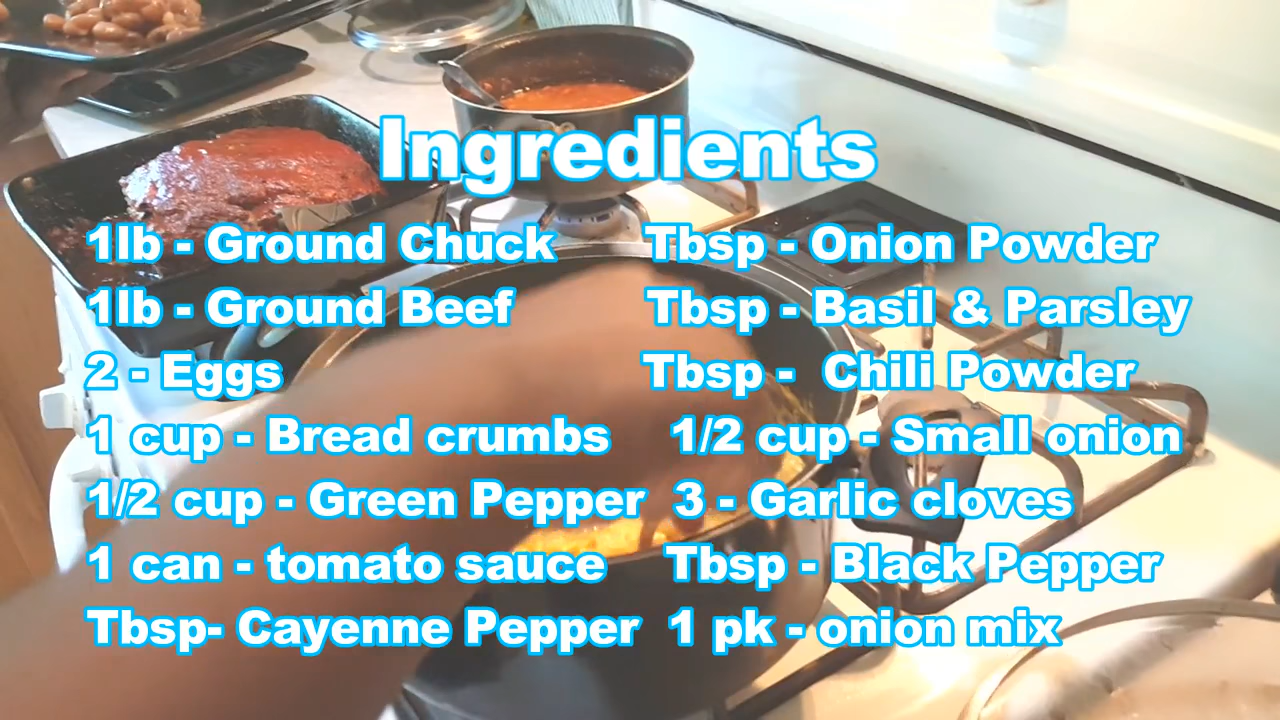 Ingredients
1lb - Ground Chuck
1lb - Ground Beef
2 - Eggs
1 cup - Bread crumbs
1/2 cup - Green Pepper
1 can - tomato sauce
Tbsp- Cayenne Pepper
Tbsp - Onion Powder
Tbsp - Basil & Parsley
Tbsp - Chili Powder
1/2 cup - Small onion
3 - Garlic cloves
Tbsp - Black Pepper
1 pk - onion mix